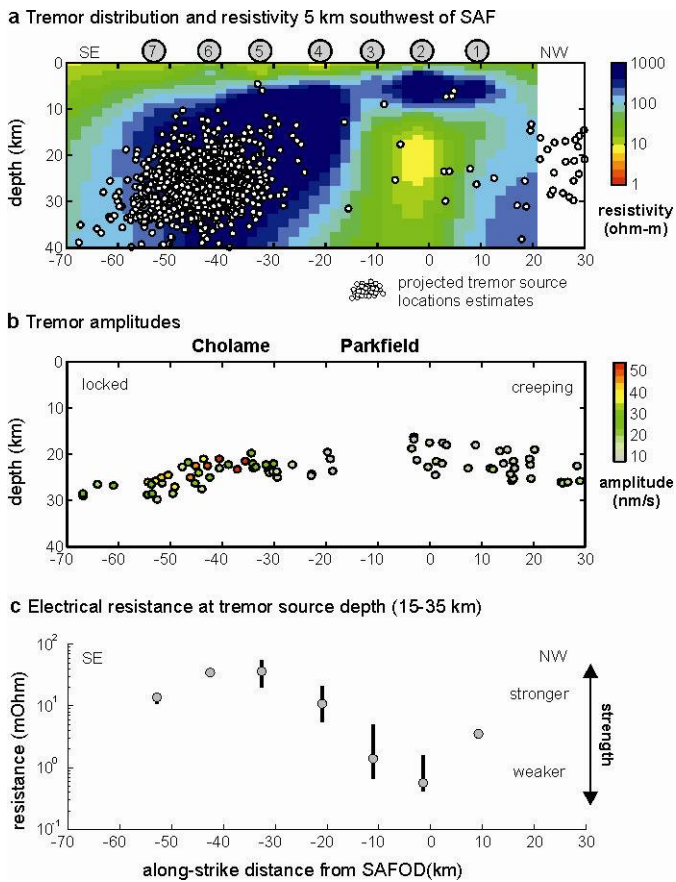 a Tremor distribution and resistivity 5 km southwest of SAF
SE 7 6 5 4 3 2 1 NW
0
10
20
30
40
depth (km)
-70 -60 -50 -40 -30 -20 -10 0 10 20 30
1000
100
10
1
resistivity
(ohm-m)
projected tremor source
locations estimates
b Tremor amplitudes
Cholame Parkfield
locked creeping
0
10
20
30
40
depth (km)
-70 -60 -50 -40 -30 -20 -10 0 10 20 30
50
40
30
20
10
amplitude
(nm/s)
c Electrical resistance at tremor source depth (15-35 km)
SE NW
10²
10¹
10⁰
10⁻¹
resistance (mOhm)
stronger
weaker
strength
-70 -60 -50 -40 -30 -20 -10 0 10 20 30
along-strike distance from SAFOD(km)